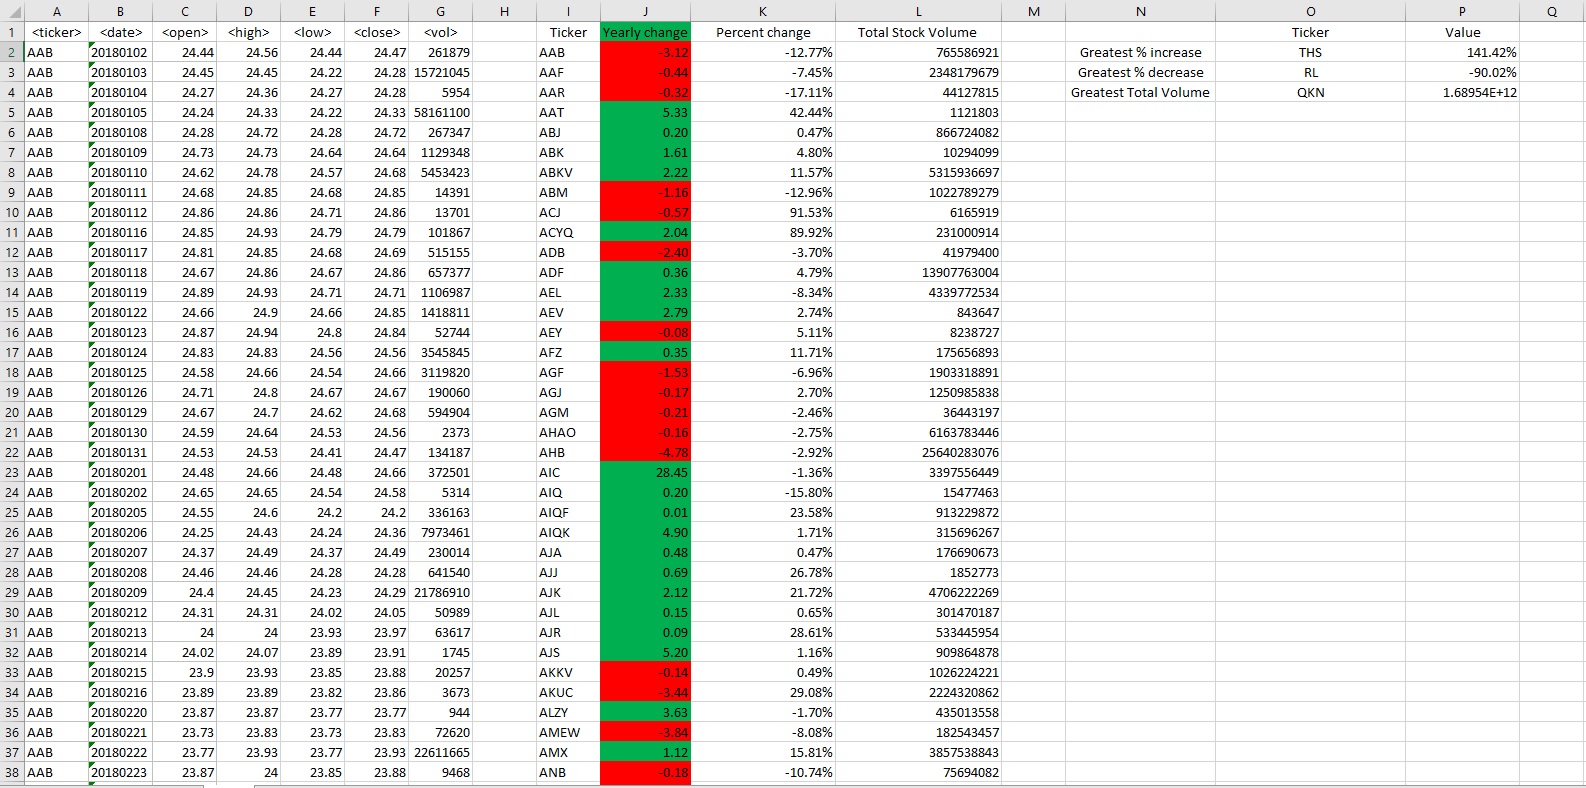 A B C D E F G H I J K L M N O P Q
1 <ticker> <date> <open> <high> <low> <close> <vol> Ticker Yearly change Percent change Total Stock Volume Ticker Value
2 AAB 20180102 24.44 24.56 24.44 24.47 261879 AAB -3.12 -12.77% 765586921 Greatest % increase THS 141.42%
3 AAB 20180103 24.45 24.45 24.22 24.28 15721045 AAF -0.44 -7.45% 2348179679 Greatest % decrease RL -90.02%
4 AAB 20180104 24.27 24.36 24.27 24.28 5954 AAR -0.32 -17.11% 44127815 Greatest Total Volume QKN 1.68954E+12
5 AAB 20180105 24.24 24.33 24.22 24.33 58161100 AAT 5.33 42.44% 1121803
6 AAB 20180108 24.28 24.72 24.28 24.72 267347 ABJ 0.20 0.47% 866724082
7 AAB 20180109 24.73 24.73 24.64 24.64 1129348 ABK 1.61 4.80% 10294099
8 AAB 20180110 24.62 24.78 24.57 24.68 5453423 ABKV 2.22 11.57% 5315936697
9 AAB 20180111 24.68 24.85 24.68 24.85 14391 ABM -1.16 -12.96% 1022789279
10 AAB 20180112 24.86 24.86 24.71 24.86 13701 ACJ -0.57 91.53% 6165919
11 AAB 20180116 24.85 24.93 24.79 24.79 101867 ACYQ 2.04 89.92% 231000914
12 AAB 20180117 24.81 24.85 24.68 24.69 515155 ADB -2.40 -3.70% 41979400
13 AAB 20180118 24.67 24.86 24.67 24.86 657377 ADF 0.36 4.79% 13907763004
14 AAB 20180119 24.89 24.93 24.71 24.71 1106987 AEL 2.33 -8.34% 4339772534
15 AAB 20180122 24.66 24.9 24.66 24.85 1418811 AEV 2.79 2.74% 843647
16 AAB 20180123 24.87 24.94 24.8 24.84 52744 AEY -0.08 5.11% 8238727
17 AAB 20180124 24.83 24.83 24.56 24.56 3545845 AFZ 0.35 11.71% 175656893
18 AAB 20180125 24.58 24.66 24.54 24.66 3119820 AGF -1.53 -6.96% 1903318891
19 AAB 20180126 24.71 24.8 24.67 24.67 190060 AGJ -0.17 2.70% 1250985838
20 AAB 20180129 24.67 24.7 24.62 24.68 594904 AGM -0.21 -2.46% 36443197
21 AAB 20180130 24.59 24.64 24.53 24.56 2373 AHAO -0.16 -2.75% 6163783446
22 AAB 20180131 24.53 24.53 24.41 24.47 134187 AHB -4.78 -2.92% 25640283076
23 AAB 20180201 24.48 24.66 24.48 24.66 372501 AIC 28.45 -1.36% 3397556449
24 AAB 20180202 24.65 24.65 24.54 24.58 5314 AIQ 0.20 -15.80% 15477463
25 AAB 20180205 24.55 24.6 24.2 24.2 336163 AIQF 0.01 23.58% 913229872
26 AAB 20180206 24.25 24.43 24.24 24.36 7973461 AIQK 4.90 1.71% 315696267
27 AAB 20180207 24.37 24.49 24.37 24.49 230014 AJA 0.48 0.47% 176690673
28 AAB 20180208 24.46 24.46 24.28 24.28 641540 AJJ 0.69 26.78% 1852773
29 AAB 20180209 24.4 24.45 24.23 24.29 21786910 AJK 2.12 21.72% 4706222269
30 AAB 20180212 24.31 24.31 24.02 24.05 50989 AJL 0.15 0.65% 301470187
31 AAB 20180213 24 24 23.93 23.97 63617 AJR 0.09 28.61% 533445954
32 AAB 20180214 24.02 24.07 23.89 23.91 1745 AJS 5.20 1.16% 909864878
33 AAB 20180215 23.9 23.93 23.85 23.88 20257 AKKV -0.14 0.49% 1026224221
34 AAB 20180216 23.89 23.89 23.82 23.86 3673 AKUC -3.44 29.08% 2224320862
35 AAB 20180220 23.87 23.87 23.77 23.77 944 ALZY 3.63 -1.70% 435013558
36 AAB 20180221 23.73 23.83 23.73 23.83 72620 AMEW -3.84 -8.08% 182543457
37 AAB 20180222 23.77 23.93 23.77 23.93 22611665 AMX 1.12 15.81% 3857538843
38 AAB 20180223 23.87 24 23.85 23.88 9468 ANB -0.18 -10.74% 75694082